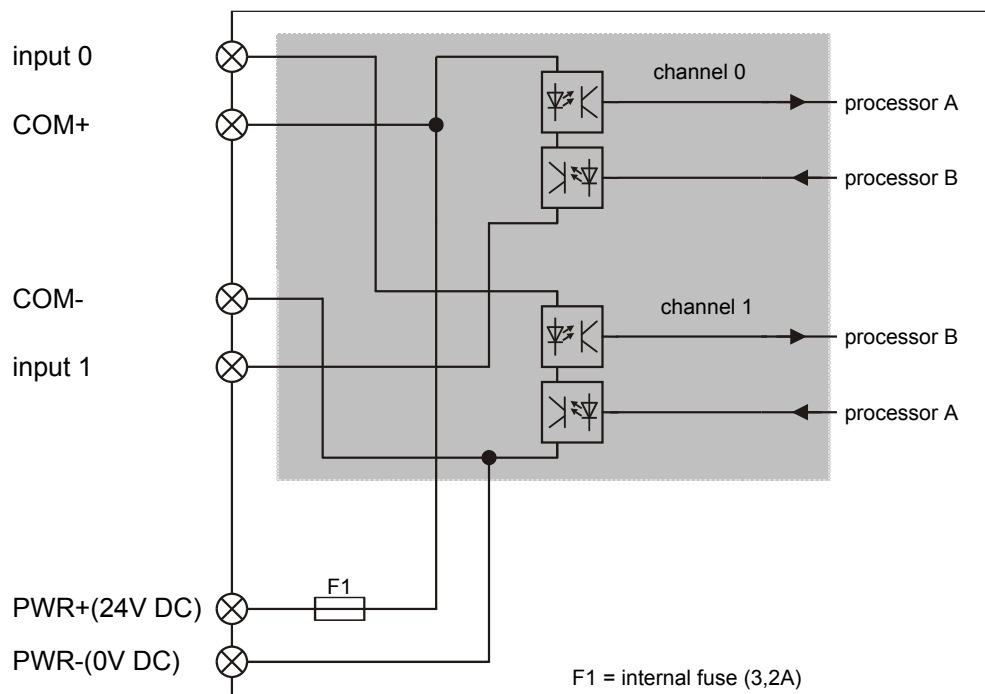 input 0
channel 0
processor A
COM+
processor B
COM-
channel 1
processor B
input 1
processor A
F1
PWR+(24V DC)
PWR-(0V DC)
F1 = internal fuse (3,2A)